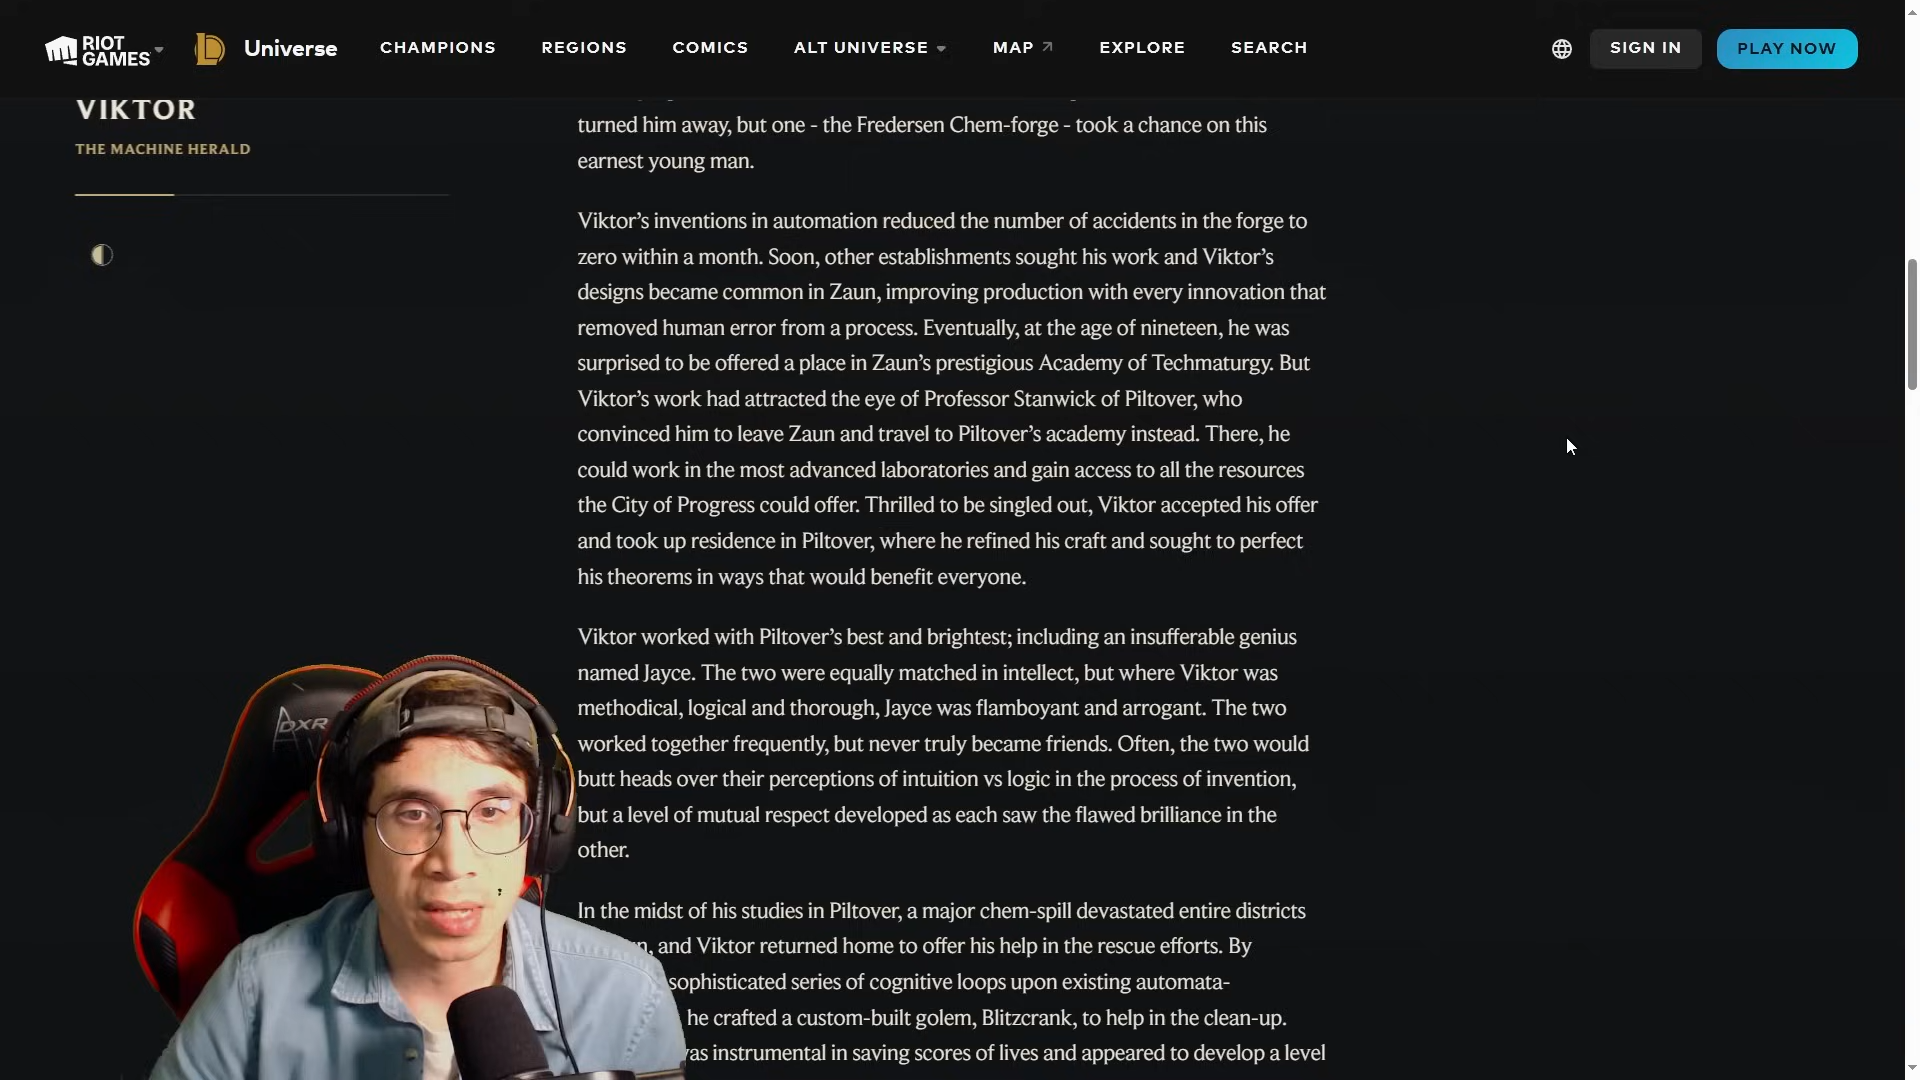 RIOT
GAMES
Universe
CHAMPIONS
REGIONS
COMICS
ALT UNIVERSE
MAP
EXPLORE
SEARCH
SIGN IN
PLAY NOW
VIKTOR
THE MACHINE HERALD
turned him away, but one - the Fredersen Chem-forge - took a chance on this
earnest young man.
Viktor’s inventions in automation reduced the number of accidents in the forge to
zero within a month. Soon, other establishments sought his work and Viktor’s
designs became common in Zaun, improving production with every innovation that
removed human error from a process. Eventually, at the age of nineteen, he was
surprised to be offered a place in Zaun’s prestigious Academy of Techmaturgy. But
Viktor’s work had attracted the eye of Professor Stanwick of Piltover, who
convinced him to leave Zaun and travel to Piltover’s academy instead. There, he
could work in the most advanced laboratories and gain access to all the resources
the City of Progress could offer. Thrilled to be singled out, Viktor accepted his offer
and took up residence in Piltover, where he refined his craft and sought to perfect
his theorems in ways that would benefit everyone.
Viktor worked with Piltover’s best and brightest; including an insufferable genius
named Jayce. The two were equally matched in intellect, but where Viktor was
methodical, logical and thorough, Jayce was flamboyant and arrogant. The two
worked together frequently, but never truly became friends. Often, the two would
butt heads over their perceptions of intuition vs logic in the process of invention,
but a level of mutual respect developed as each saw the flawed brilliance in the
other.
In the midst of his studies in Piltover, a major chem-spill devastated entire districts
and Viktor returned home to offer his help in the rescue efforts. By
sophisticated series of cognitive loops upon existing automata-
he crafted a custom-built golem, Blitzcrank, to help in the clean-up.
was instrumental in saving scores of lives and appeared to develop a level
DXR